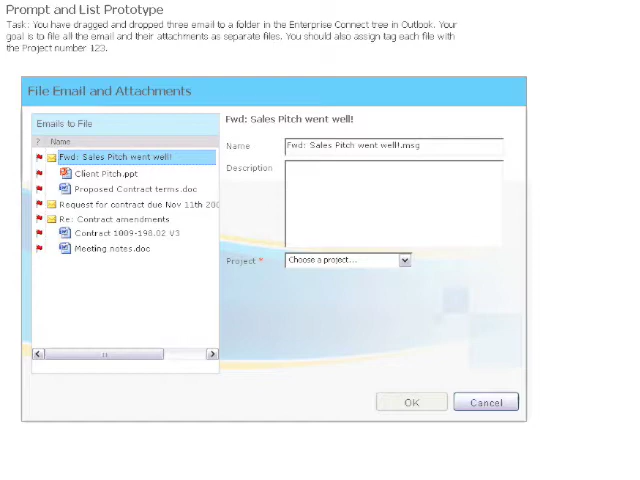 Prompt and List Prototype
Task: You have dragged and dropped three email to a folder in the Enterprise Connect tree in Outlook. Your
goal is to file all the email and their attachments as separate files. You should also assign tag each file with
the Project number 123.
File Email and Attachments
Emails to File
? Name
Fwd: Sales Pitch went well!
Client Pitch.ppt
Proposed Contract terms.doc
Request for contract due Nov 11th 200
Re: Contract amendments
Contract 1009-198.02 V3
Meeting notes.doc
Fwd: Sales Pitch went well!
Name Fwd: Sales Pitch went well!.msg
Description
Project * Choose a project...
OK Cancel